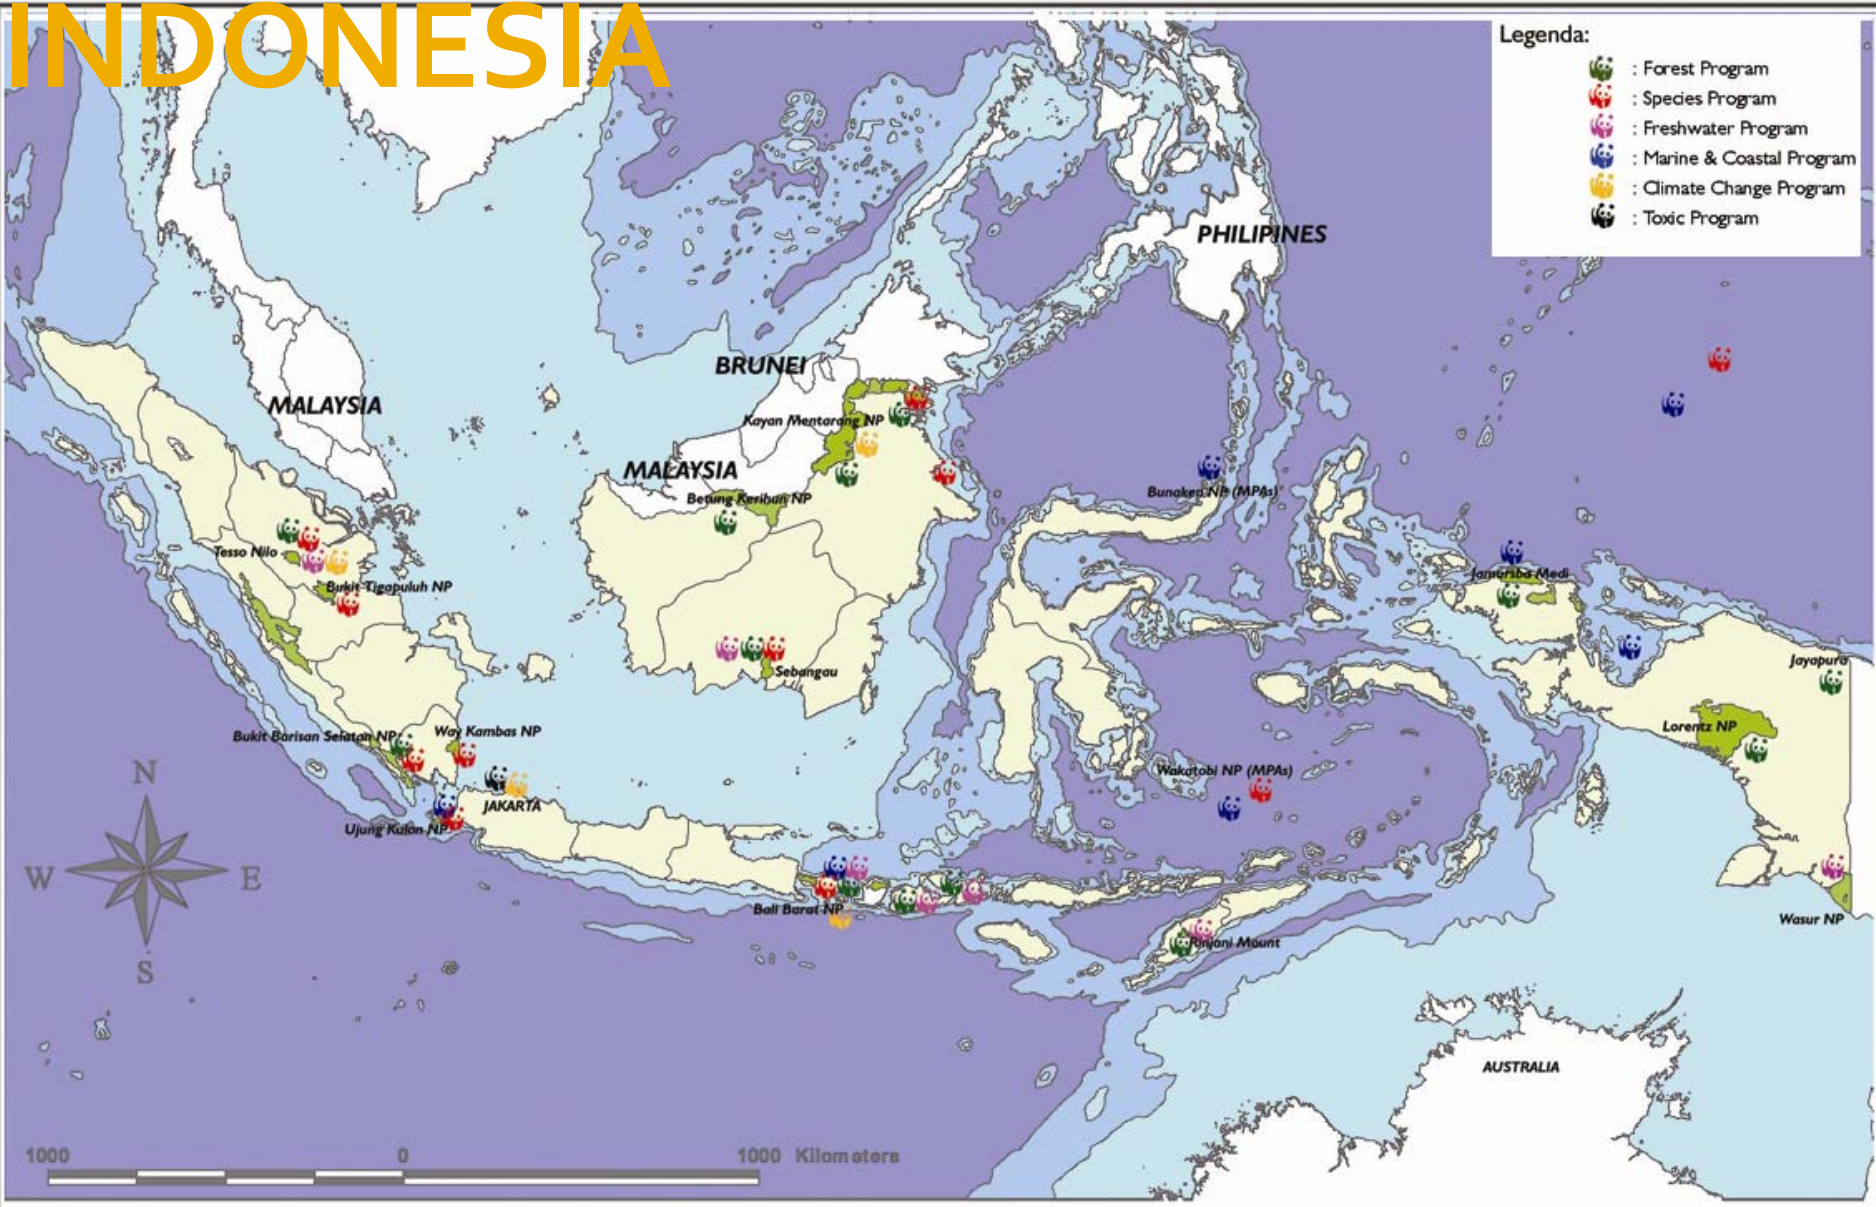 INDONESIA
Legenda:
: Forest Program
: Species Program
: Freshwater Program
: Marine & Coastal Program
: Climate Change Program
: Toxic Program
PHILIPINES
BRUNEI
MALAYSIA
Kayan Mentarang NP
MALAYSIA
Betung Kerihun NP
Bunaken NP (MPAs)
Tesso Nilo
Bukit Tigapuluh NP
Jamursba Medi
Sebangau
Jayapura
Lorentz NP
Bukit Barisan Selatan NP
Way Kambas NP
Wakatobi NP (MPAs)
JAKARTA
Ujung Kulon NP
N
W
E
S
Bali Barat NP
Rinjani Mount
Wasur NP
AUSTRALIA
1000 0 1000 Kilometers